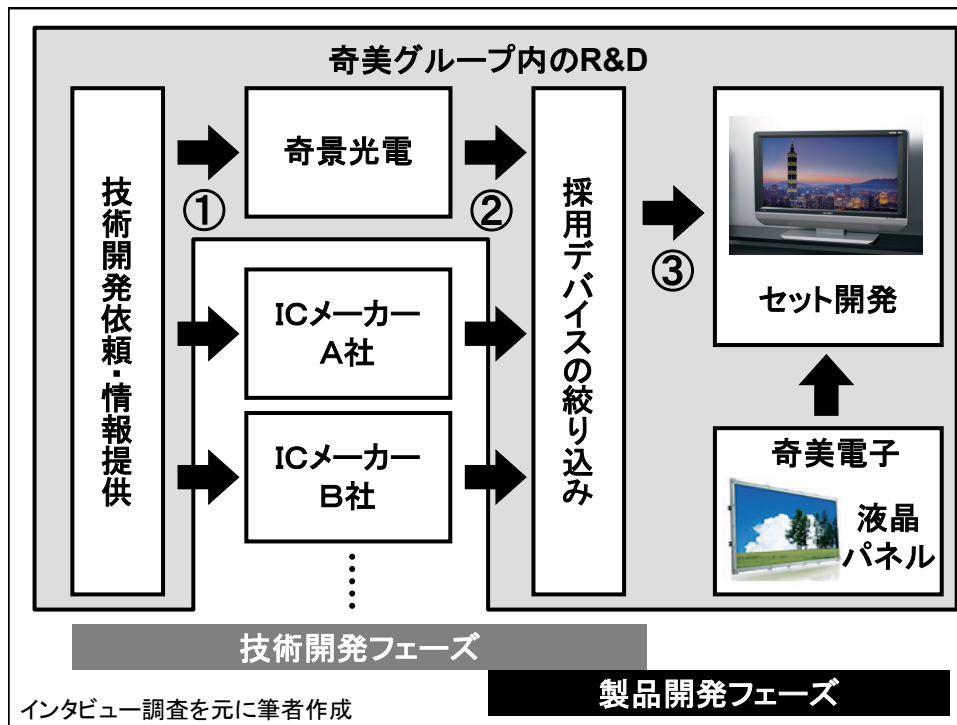 奇美グループ内のR&D
技術開発依頼・情報提供
①
奇景光電
②
ICメーカー
A社
ICメーカー
B社
⋮
採用デバイスの絞り込み
③
セット開発
奇美電子
液晶
パネル
技術開発フェーズ
製品開発フェーズ
インタビュー調査を元に筆者作成